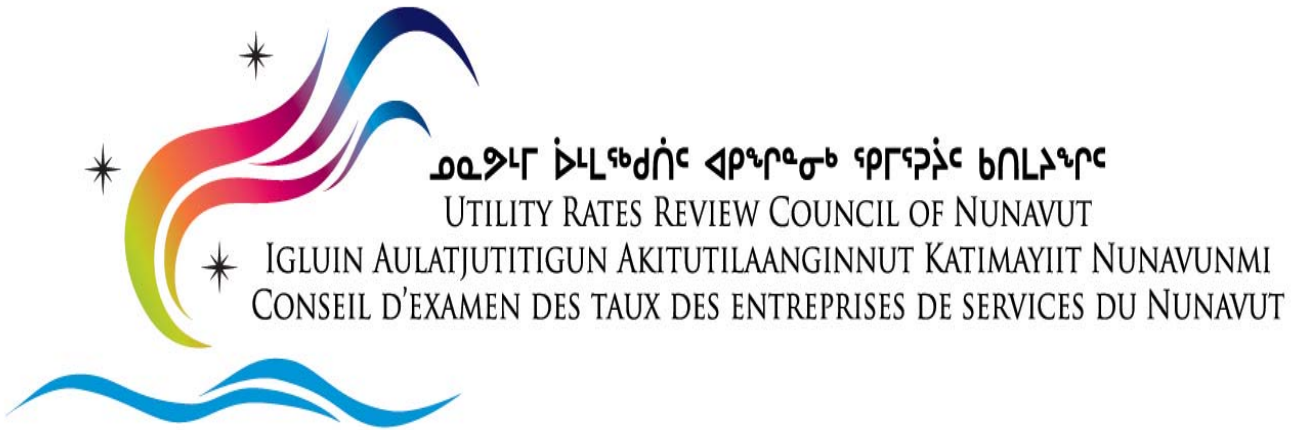 ᓄᓇᕗᒻᒥ ᐆᒻᒪᖅᑯᑏᑦ ᐊᑭᖏᓐᓂᒃ ᕿᒥᕐᕈᔩᑦ ᑲᑎᒪᔨᖏᑦ
UTILITY RATES REVIEW COUNCIL OF NUNAVUT
IGLUIN AULATJUTITIGUN AKITUTILAANGINNUT KATIMAYIIT NUNAVUNMI
CONSEIL D'EXAMEN DES TAUX DES ENTREPRISES DE SERVICES DU NUNAVUT